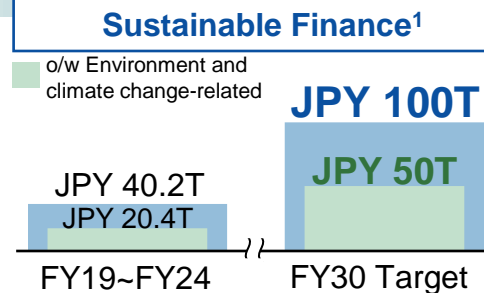 Sustainable Finance¹
o/w Environment and
climate change-related
JPY 100T
JPY 50T
JPY 40.2T
JPY 20.4T
FY19~FY24
FY30 Target